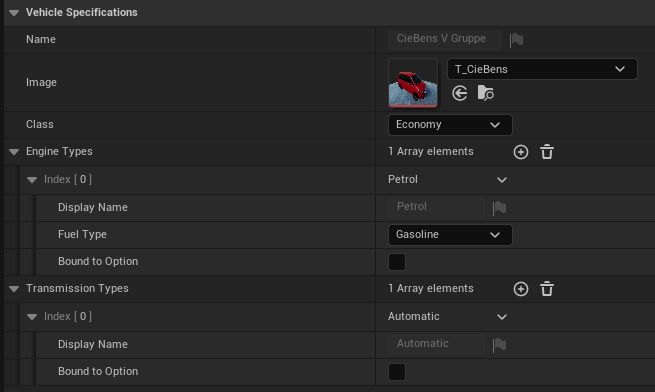 Vehicle Specifications
Name CieBens V Gruppe
Image T_CieBens
Class Economy
Engine Types 1 Array elements
Index [ 0 ] Petrol
Display Name Petrol
Fuel Type Gasoline
Bound to Option
Transmission Types 1 Array elements
Index [ 0 ] Automatic
Display Name Automatic
Bound to Option